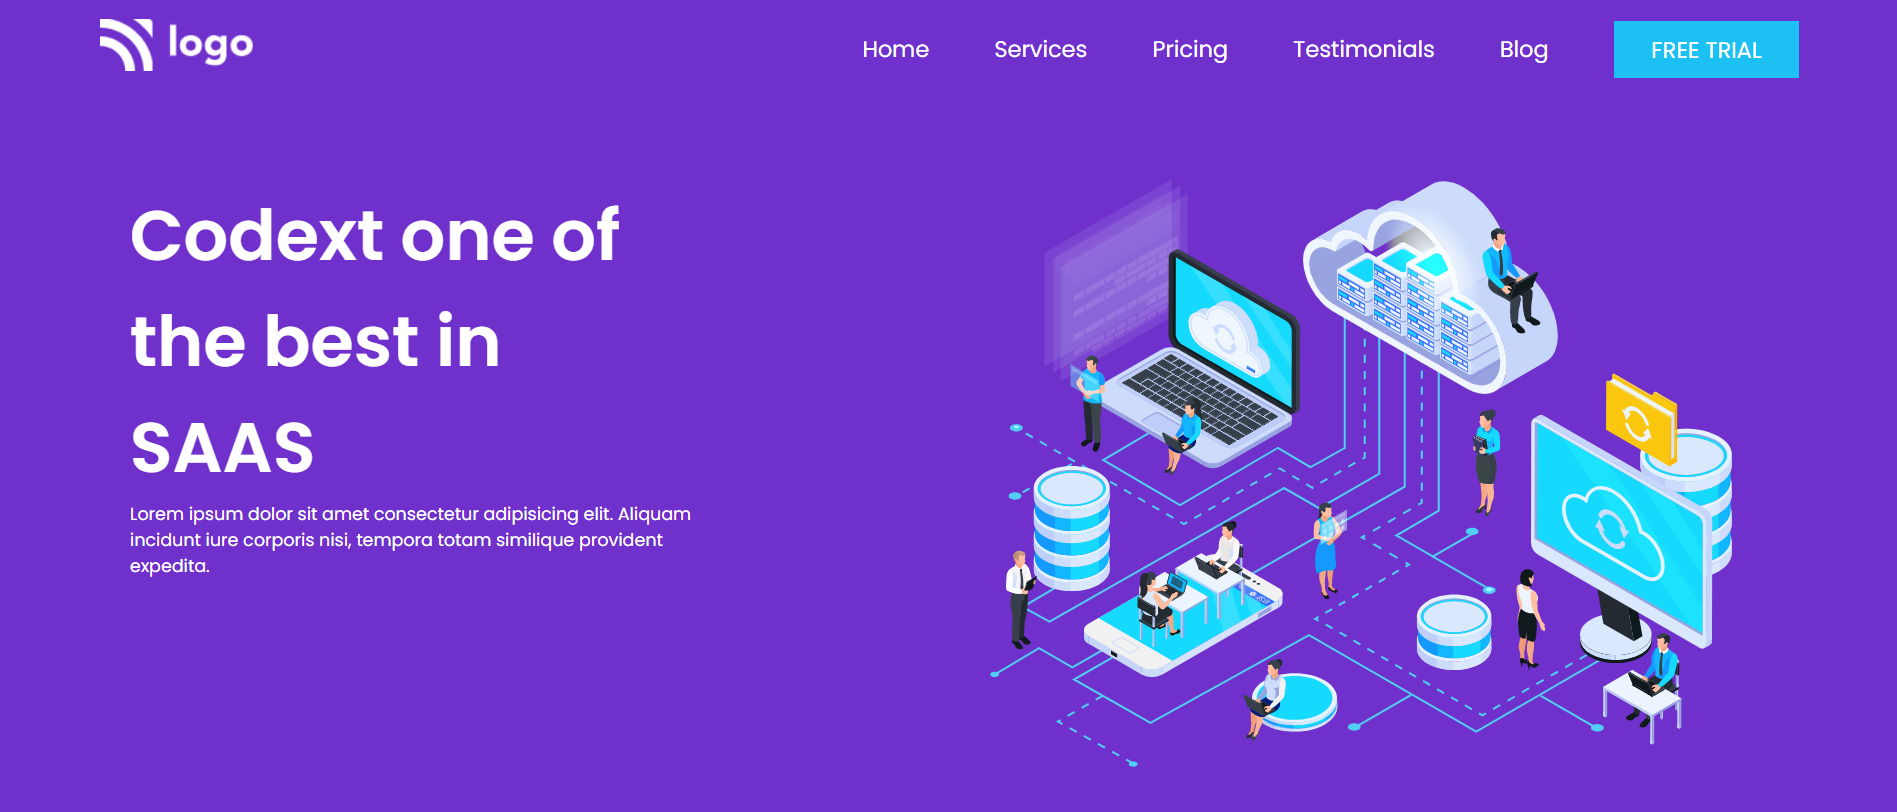 logo
Home Services Pricing Testimonials Blog FREE TRIAL
Codext one of
the best in
SAAS
Lorem ipsum dolor sit amet consectetur adipisicing elit. Aliquam
incidunt iure corporis nisi, tempora totam similique provident
expedita.